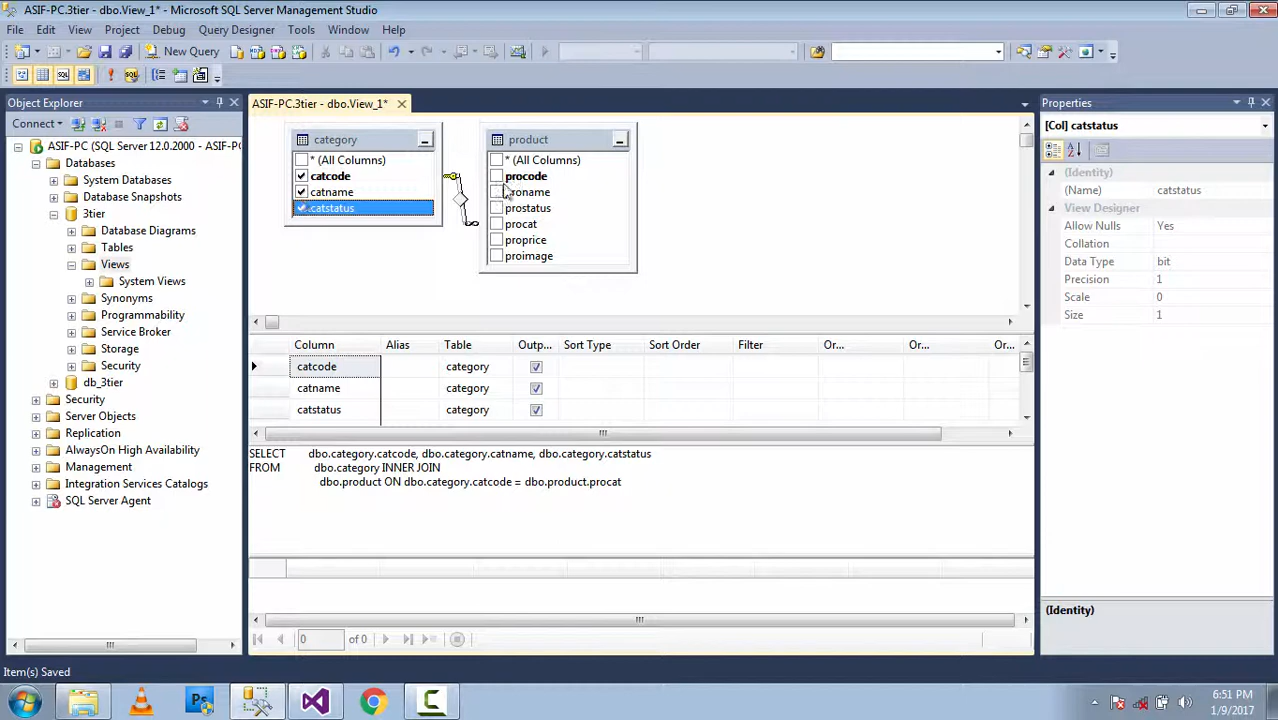 ASIF-PC.3tier - dbo.View_1* - Microsoft SQL Server Management Studio
File Edit View Project Debug Query Designer Tools Window Help
New Query
Object Explorer
Connect
ASIF-PC (SQL Server 12.0.2000 - ASIF-P
Databases
System Databases
Database Snapshots
3tier
Database Diagrams
Tables
Views
System Views
Synonyms
Programmability
Service Broker
Storage
Security
db_3tier
Security
Server Objects
Replication
AlwaysOn High Availability
Management
Integration Services Catalogs
SQL Server Agent
ASIF-PC.3tier - dbo.View_1*
category
* (All Columns)
catcode
catname
catstatus
product
* (All Columns)
procode
proname
prostatus
procat
proprice
proimage
Column Alias Table Outp... Sort Type Sort Order Filter Or... Or... Or...
catcode category
catname category
catstatus category
SELECT dbo.category.catcode, dbo.category.catname, dbo.category.catstatus
FROM dbo.category INNER JOIN
dbo.product ON dbo.category.catcode = dbo.product.procat
0 of 0
Properties
[Col] catstatus
(Identity)
(Name) catstatus
View Designer
Allow Nulls Yes
Collation
Data Type bit
Precision 1
Scale 0
Size 1
(Identity)
Item(s) Saved
Ps
C
6:51 PM
1/9/2017